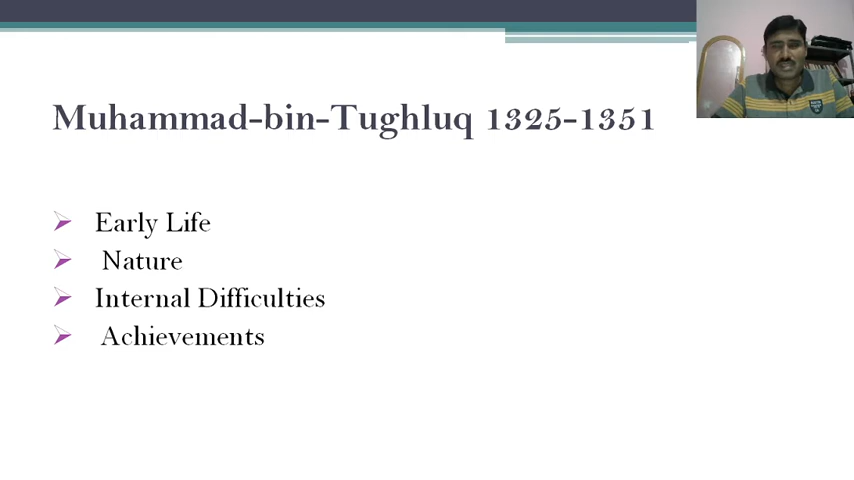 Muhammad-bin-Tughluq 1325-1351
Early Life
Nature
Internal Difficulties
Achievements